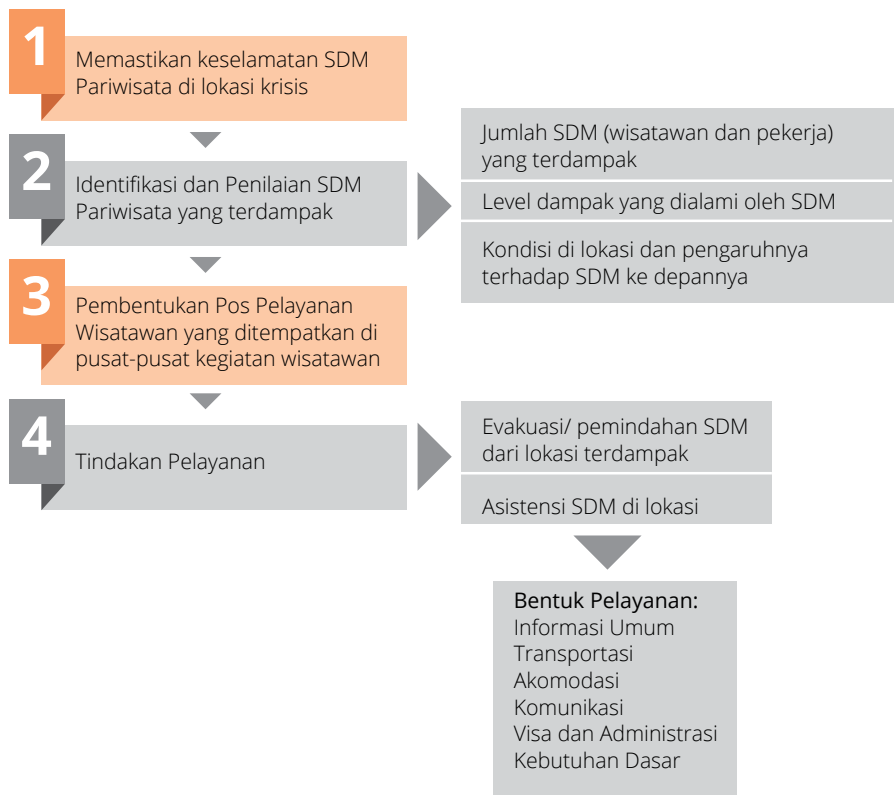 1
Memastikan keselamatan SDM
Pariwisata di lokasi krisis
2
Identifikasi dan Penilaian SDM
Pariwisata yang terdampak
Jumlah SDM (wisatawan dan pekerja)
yang terdampak
Level dampak yang dialami oleh SDM
Kondisi di lokasi dan pengaruhnya
terhadap SDM ke depannya
3
Pembentukan Pos Pelayanan
Wisatawan yang ditempatkan di
pusat-pusat kegiatan wisatawan
4
Tindakan Pelayanan
Evakuasi/ pemindahan SDM
dari lokasi terdampak
Asistensi SDM di lokasi
Bentuk Pelayanan:
Informasi Umum
Transportasi
Akomodasi
Komunikasi
Visa dan Administrasi
Kebutuhan Dasar